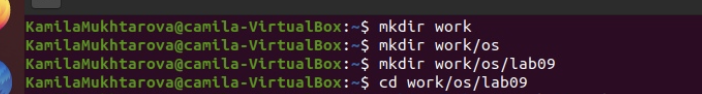 KamilaMukhtarova@camila-VirtualBox:~$ mkdir work
KamilaMukhtarova@camila-VirtualBox:~$ mkdir work/os
KamilaMukhtarova@camila-VirtualBox:~$ mkdir work/os/lab09
KamilaMukhtarova@camila-VirtualBox:~$ cd work/os/lab09